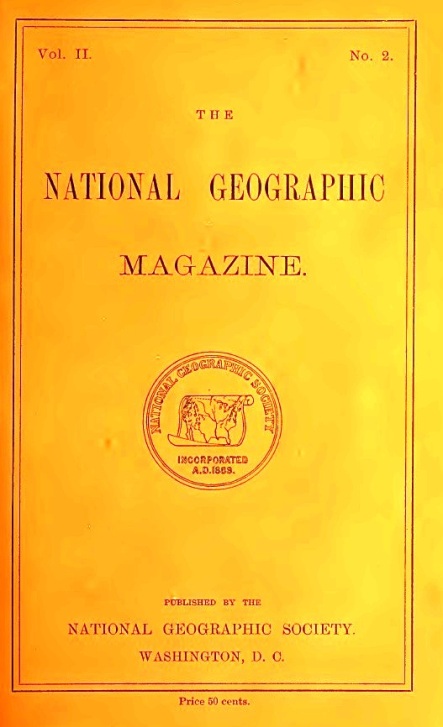 Vol. II. No. 2.
THE
NATIONAL GEOGRAPHIC
MAGAZINE.
NATIONAL GEOGRAPHIC SOCIETY
INCORPORATED
A.D. 1888.
PUBLISHED BY THE
NATIONAL GEOGRAPHIC SOCIETY.
WASHINGTON, D. C.
Price 50 cents.